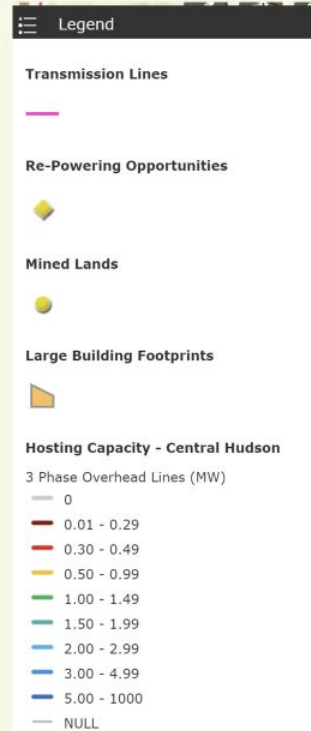 Legend
Transmission Lines
Re-Powering Opportunities
Mined Lands
Large Building Footprints
Hosting Capacity - Central Hudson
3 Phase Overhead Lines (MW)
0
0.01 - 0.29
0.30 - 0.49
0.50 - 0.99
1.00 - 1.49
1.50 - 1.99
2.00 - 2.99
3.00 - 4.99
5.00 - 1000
NULL